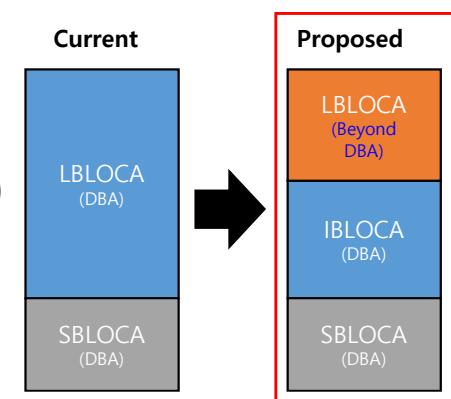 Current
Proposed
LBLOCA
(DBA)
SBLOCA
(DBA)
LBLOCA
(Beyond
DBA)
IBLOCA
(DBA)
SBLOCA
(DBA)